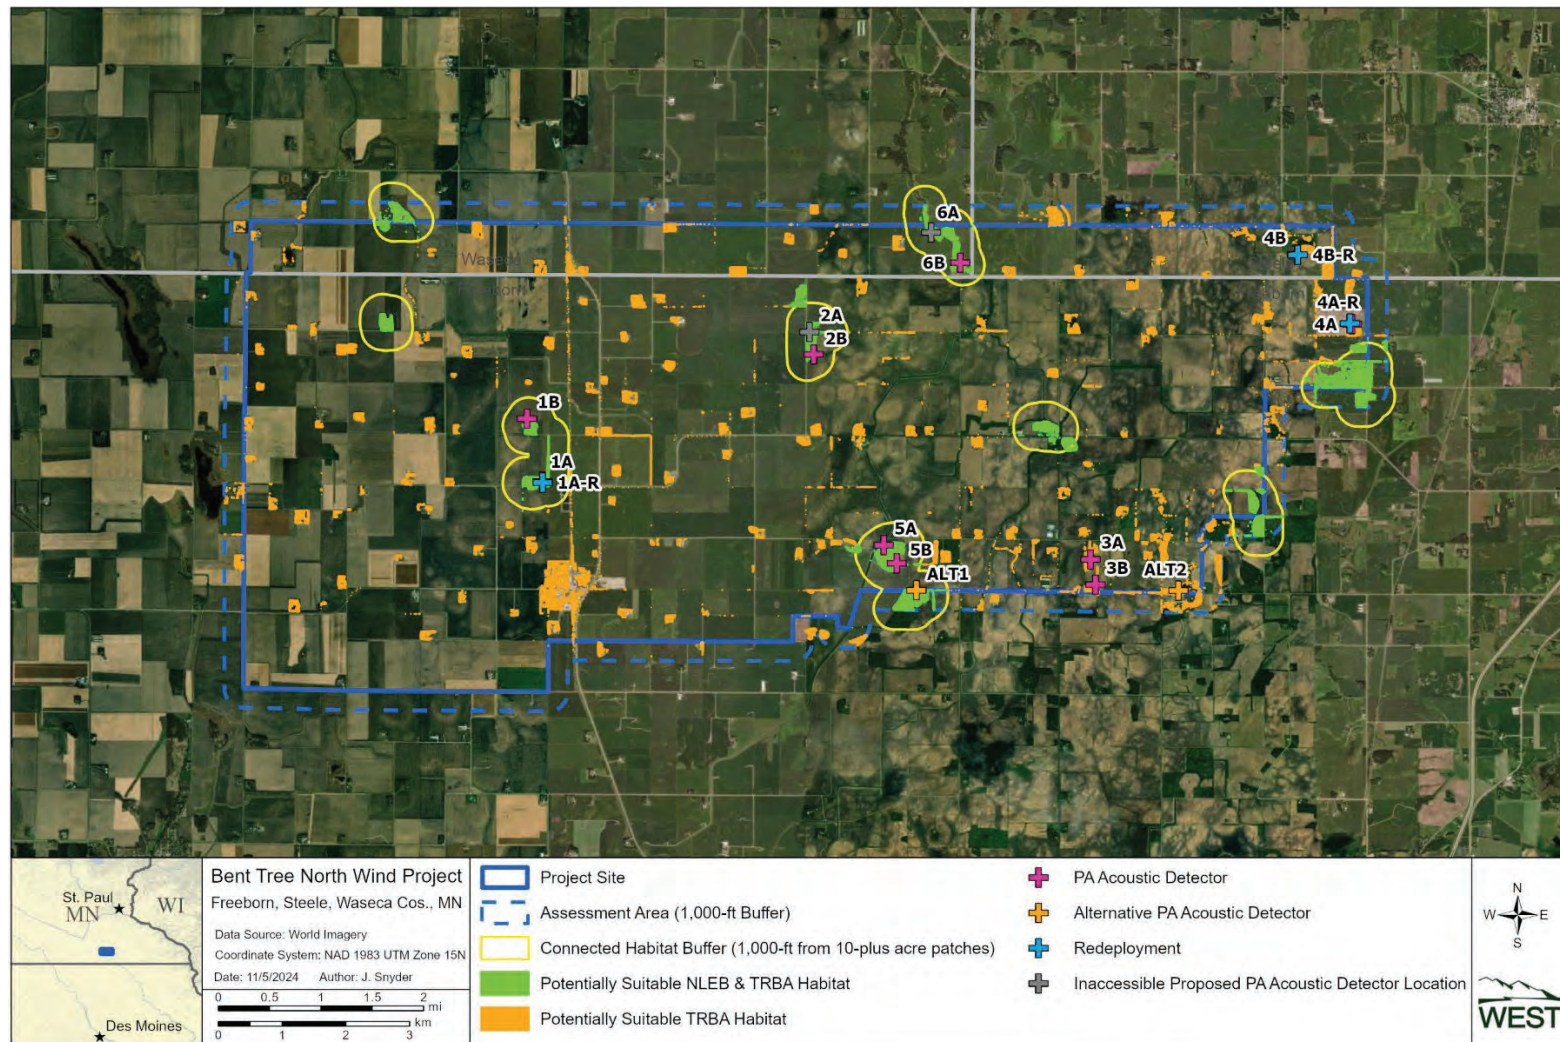 6A
6B
4B
4B-R
4A-R
4A
Waseca
2A
2B
1B
1A
1A-R
5A
5B
ALT1
3A
3B
ALT2
St. Paul
MN
WI
Des Moines
Bent Tree North Wind Project
Freeborn, Steele, Waseca Cos., MN
Data Source: World Imagery
Coordinate System: NAD 1983 UTM Zone 15N
Date: 11/5/2024 Author: J. Snyder
0 0.5 1 1.5 2
mi
km
0 1 2 3
Project Site
Assessment Area (1,000-ft Buffer)
Connected Habitat Buffer (1,000-ft from 10-plus acre patches)
Potentially Suitable NLEB & TRBA Habitat
Potentially Suitable TRBA Habitat
PA Acoustic Detector
Alternative PA Acoustic Detector
Redeployment
Inaccessible Proposed PA Acoustic Detector Location
N
W E
S
WEST